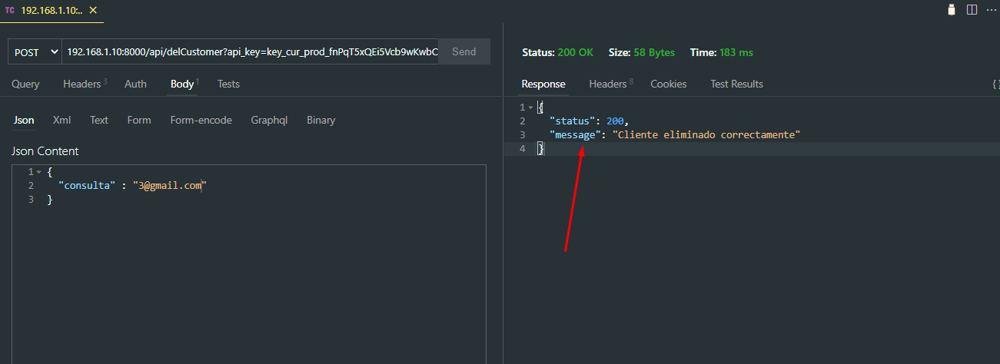 TC 192.168.1.10:..
POST 192.168.1.10:8000/api/delCustomer?api_key=key_cur_prod_fnPqT5xQEi5Vcb9wKwbC Send
Query Headers 3 Auth Body 1 Tests
Json Xml Text Form Form-encode Graphql Binary
Json Content
1 {
2 "consulta" : "3@gmail.com"
3 }
Status: 200 OK Size: 58 Bytes Time: 183 ms
Response Headers 8 Cookies Test Results { }
1 {
2 "status": 200,
3 "message": "Cliente eliminado correctamente"
4 }